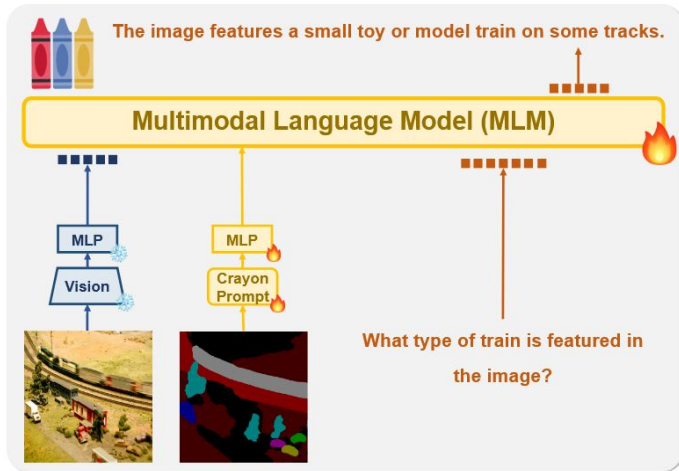 The image features a small toy or model train on some tracks.
Multimodal Language Model (MLM)
MLP
MLP
Vision
Crayon
Prompt
What type of train is featured in
the image?